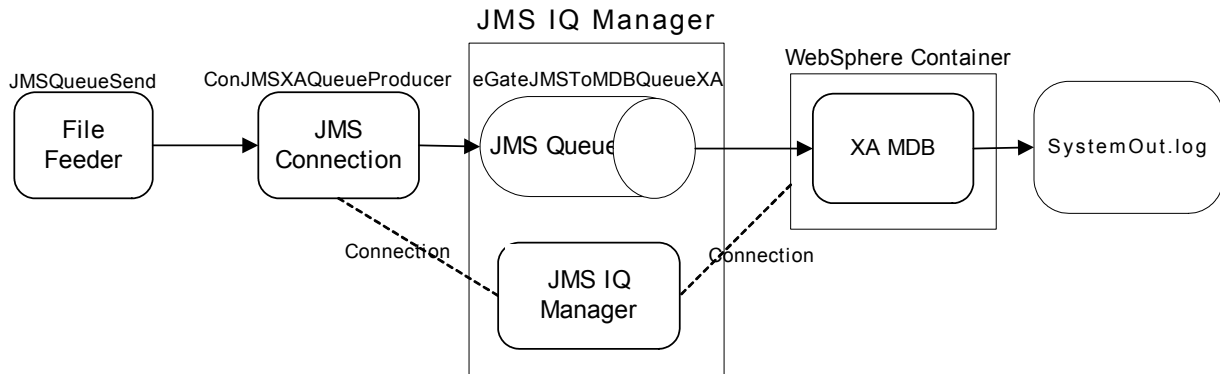 JMS IQ Manager
WebSphere Container
JMSQueueSend
ConJMSXAQueueProducer
eGateJMSToMDBQueueXA
File
Feeder
JMS
Connection
JMS Queue
XA MDB
SystemOut.log
Connection
Connection
JMS IQ
Manager